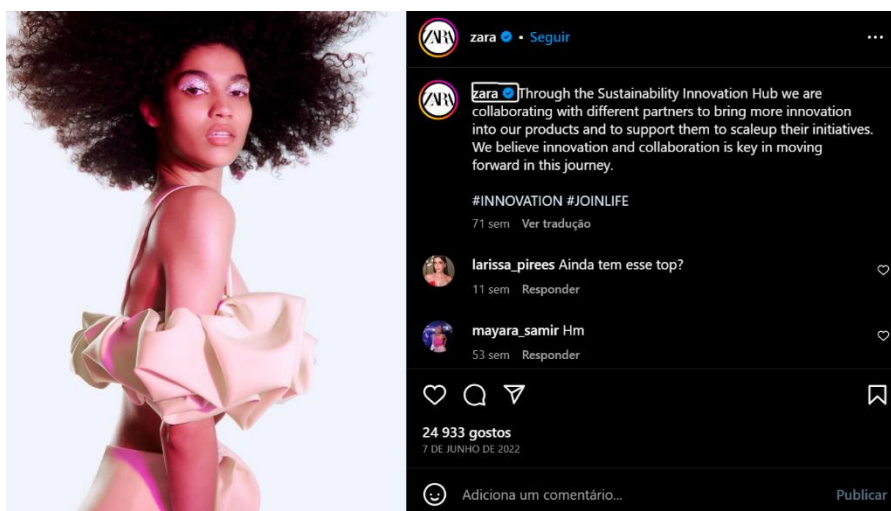 ZARA zara • Seguir
ZARA zara Through the Sustainability Innovation Hub we are
collaborating with different partners to bring more innovation
into our products and to support them to scaleup their initiatives.
We believe innovation and collaboration is key in moving
forward in this journey.
#INNOVATION #JOINLIFE
71 sem Ver tradução
larissa_pirees Ainda tem esse top?
11 sem Responder
mayara_samir Hm
53 sem Responder
24 933 gostos
7 DE JUNHO DE 2022
Adiciona um comentário... Publicar